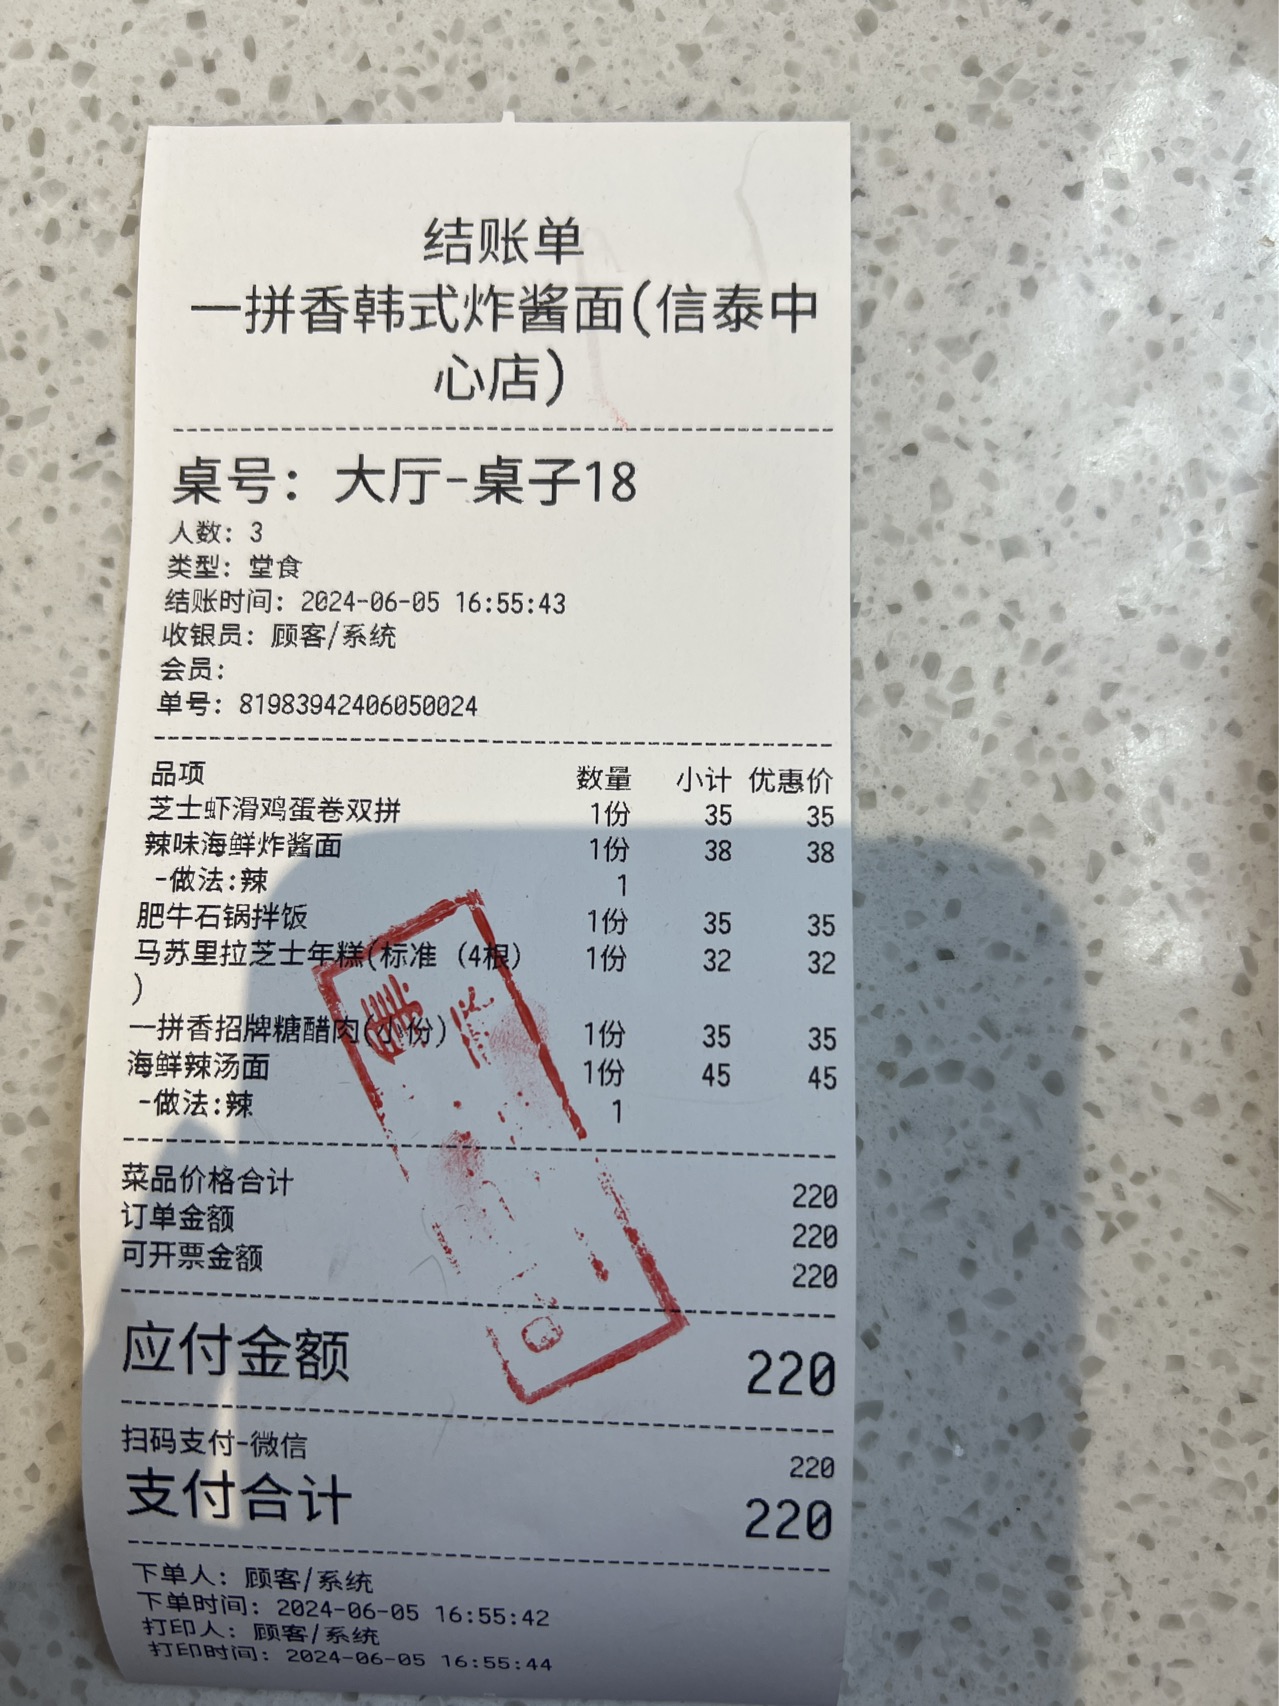 结账单
一拼香韩式炸酱面(信泰中
心店)
桌号: 大厅-桌子18
人数: 3
类型: 堂食
结账时间: 2024-06-05 16:55:43
收银员: 顾客/系统
会员:
单号: 81983942406050024
品项 数量 小计 优惠价
芝士虾滑鸡蛋卷双拼 1份 35 35
辣味海鲜炸酱面 1份 38 38
-做法:辣 1
肥牛石锅拌饭 1份 35 35
马苏里拉芝士年糕(标准 (4根) 1份 32 32
)
一拼香招牌糖醋肉(小份) 1份 35 35
海鲜辣汤面 1份 45 45
-做法:辣 1
菜品价格合计 220
订单金额 220
可开票金额 220
应付金额 220
扫码支付-微信 220
支付合计 220
下单人: 顾客/系统
下单时间: 2024-06-05 16:55:42
打印人: 顾客/系统
打印时间: 2024-06-05 16:55:44